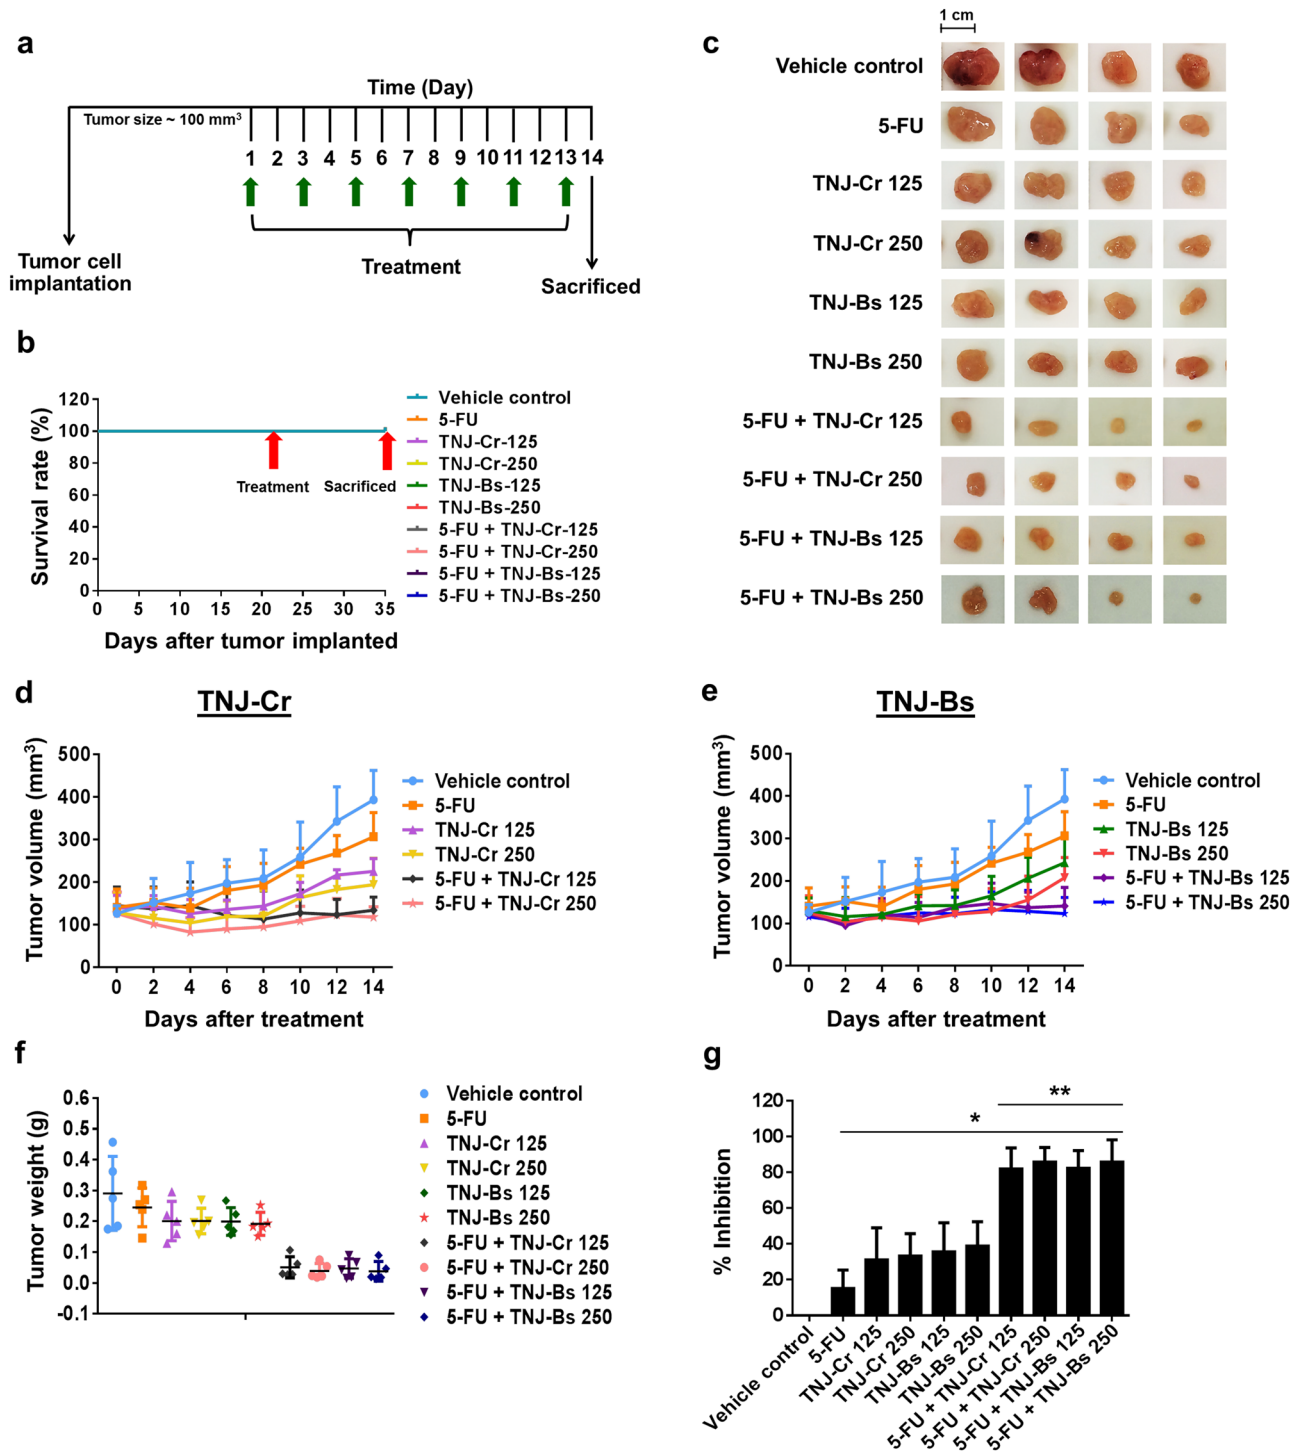 a
Time (Day)
Tumor size ~ 100 mm³
1 2 3 4 5 6 7 8 9 10 11 12 13 14
Tumor cell
implantation
Treatment
Sacrificed
b
Survival rate (%)
120
100
80
60
40
20
0
0 5 10 15 20 25 30 35
Days after tumor implanted
Treatment
Sacrificed
Vehicle control
5-FU
TNJ-Cr-125
TNJ-Cr-250
TNJ-Bs-125
TNJ-Bs-250
5-FU + TNJ-Cr-125
5-FU + TNJ-Cr-250
5-FU + TNJ-Bs-125
5-FU + TNJ-Bs-250
c
1 cm
Vehicle control
5-FU
TNJ-Cr 125
TNJ-Cr 250
TNJ-Bs 125
TNJ-Bs 250
5-FU + TNJ-Cr 125
5-FU + TNJ-Cr 250
5-FU + TNJ-Bs 125
5-FU + TNJ-Bs 250
d
TNJ-Cr
Tumor volume (mm³)
500
400
300
200
100
0
0 2 4 6 8 10 12 14
Days after treatment
Vehicle control
5-FU
TNJ-Cr 125
TNJ-Cr 250
5-FU + TNJ-Cr 125
5-FU + TNJ-Cr 250
e
TNJ-Bs
Tumor volume (mm³)
500
400
300
200
100
0
0 2 4 6 8 10 12 14
Days after treatment
Vehicle control
5-FU
TNJ-Bs 125
TNJ-Bs 250
5-FU + TNJ-Bs 125
5-FU + TNJ-Bs 250
f
Tumor weight (g)
0.6
0.5
0.4
0.3
0.2
0.1
0.0
-0.1
Vehicle control
5-FU
TNJ-Cr 125
TNJ-Cr 250
TNJ-Bs 125
TNJ-Bs 250
5-FU + TNJ-Cr 125
5-FU + TNJ-Cr 250
5-FU + TNJ-Bs 125
5-FU + TNJ-Bs 250
g
% Inhibition
120
100
80
60
40
20
0
**
*
Vehicle control
5-FU
TNJ-Cr 125
TNJ-Cr 250
TNJ-Bs 125
TNJ-Bs 250
5-FU + TNJ-Cr 125
5-FU + TNJ-Cr 250
5-FU + TNJ-Bs 125
5-FU + TNJ-Bs 250